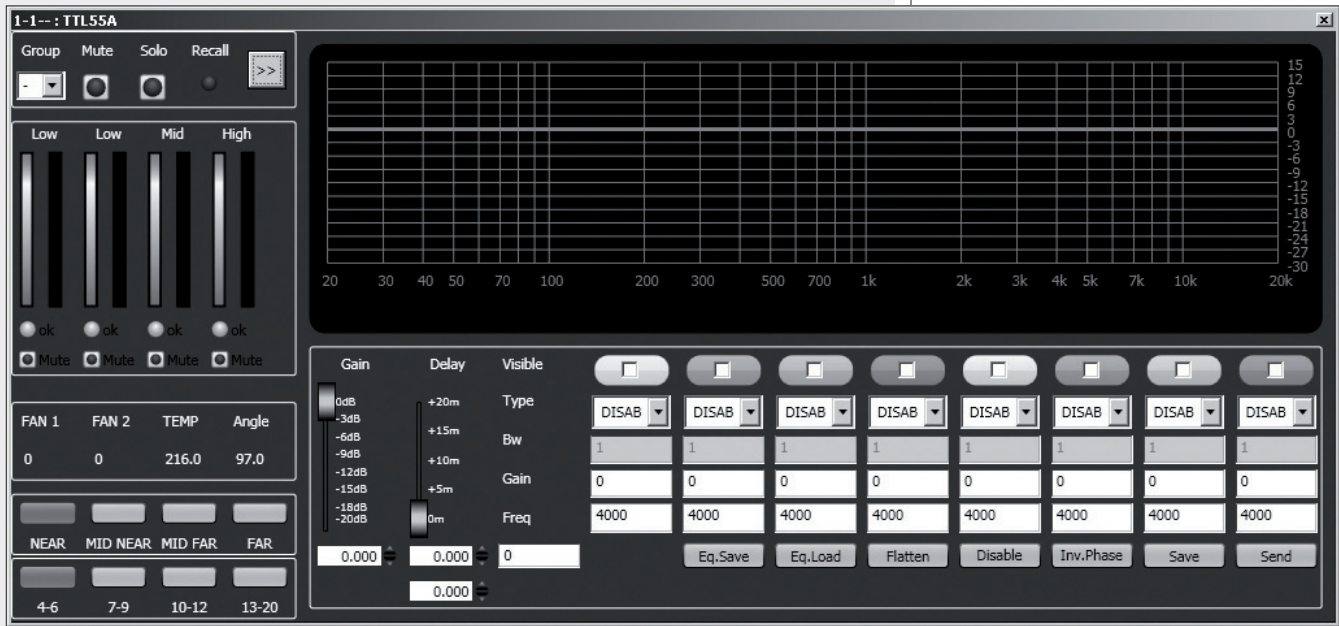 1-1-- : TTL55A
Group Mute Solo Recall
- >>
Low Low Mid High
ok ok ok ok
Mute Mute Mute Mute
FAN 1 FAN 2 TEMP Angle
0 0 216.0 97.0
NEAR MID NEAR MID FAR FAR
4-6 7-9 10-12 13-20
15
12
9
6
3
0
-3
-6
-9
-12
-15
-18
-21
-24
-27
-30
20 30 40 50 70 100 200 300 500 700 1k 2k 3k 4k 5k 7k 10k 20k
Gain Delay Visible
0dB
-3dB
-6dB
-9dB
-12dB
-15dB
-18dB
-20dB
+20m
+15m
+10m
+5m
0m
0.000 0.000
0.000
Type DISAB DISAB DISAB DISAB DISAB DISAB DISAB DISAB
Bw 1 1 1 1 1 1 1 1
Gain 0 0 0 0 0 0 0 0
Freq 4000 4000 4000 4000 4000 4000 4000 4000
0 Eq.Save Eq.Load Flatten Disable Inv.Phase Save Send